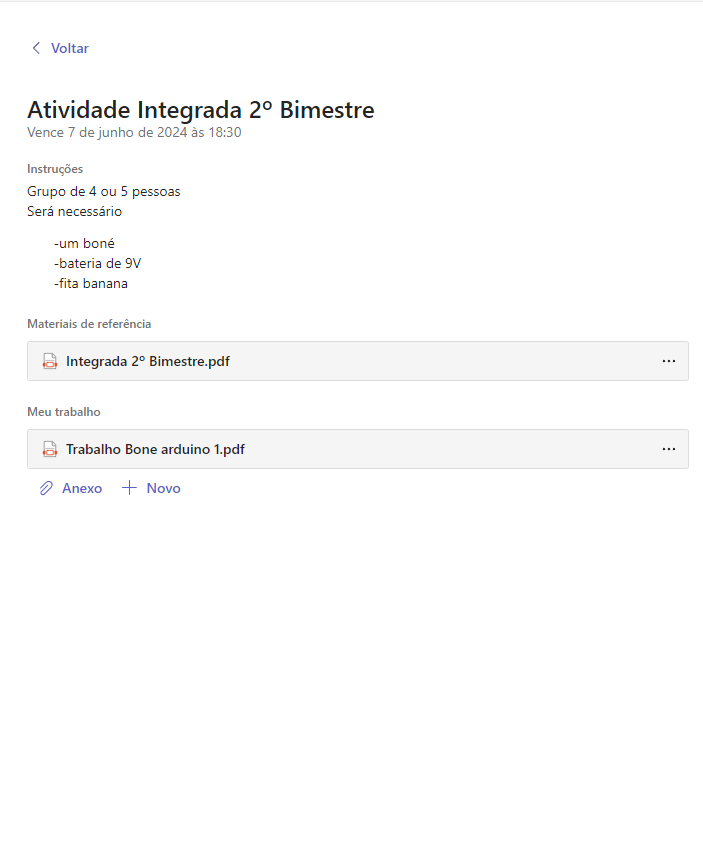 Voltar
Atividade Integrada 2º Bimestre
Vence 7 de junho de 2024 às 18:30
Instruções
Grupo de 4 ou 5 pessoas
Será necessário
-um boné
-bateria de 9V
-fita banana
Materiais de referência
Integrada 2º Bimestre.pdf
Meu trabalho
Trabalho Bone arduino 1.pdf
Anexo Novo